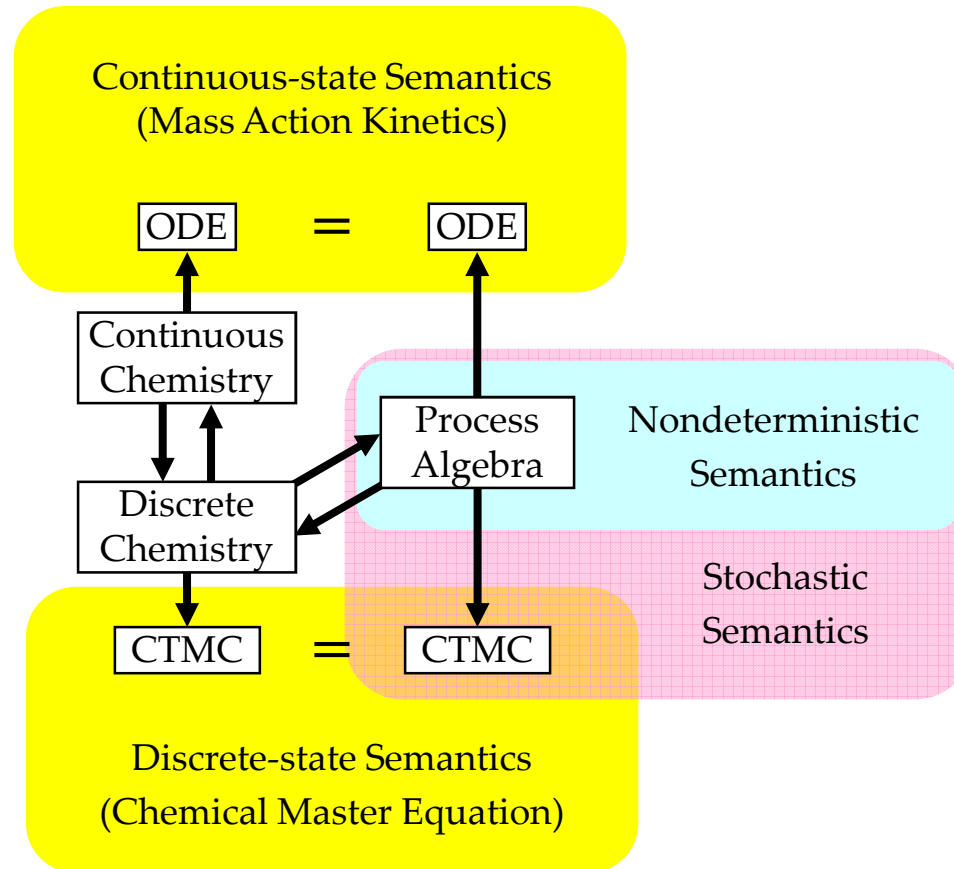 Continuous-state Semantics
(Mass Action Kinetics)
ODE = ODE
Continuous
Chemistry
Process
Algebra
Nondeterministic
Semantics
Discrete
Chemistry
Stochastic
Semantics
CTMC = CTMC
Discrete-state Semantics
(Chemical Master Equation)